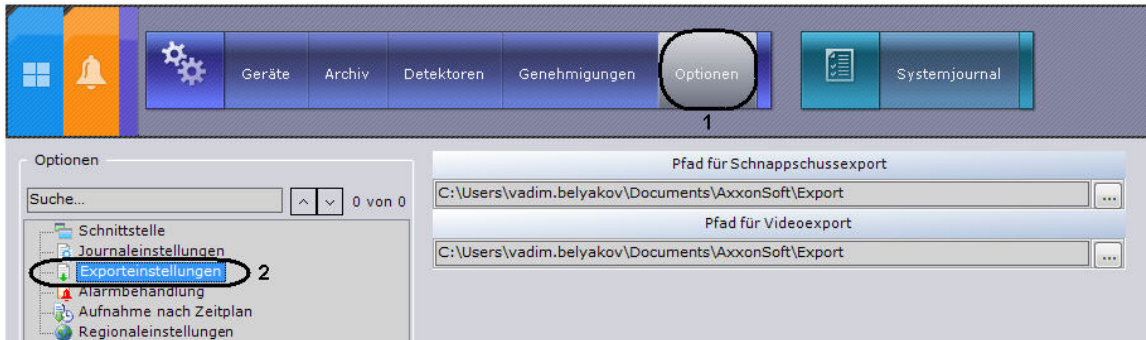 Geräte Archiv Detektoren Genehmigungen Optionen Systemjournal
1
Optionen
Suche... 0 von 0
Schnittstelle
Journaleinstellungen
Exporteinstellungen 2
Alarmbehandlung
Aufnahme nach Zeitplan
Regionaleinstellungen
Pfad für Schnappschussexport
C:\Users\vadim.belyakov\Documents\AxxonSoft\Export ...
Pfad für Videoexport
C:\Users\vadim.belyakov\Documents\AxxonSoft\Export ...